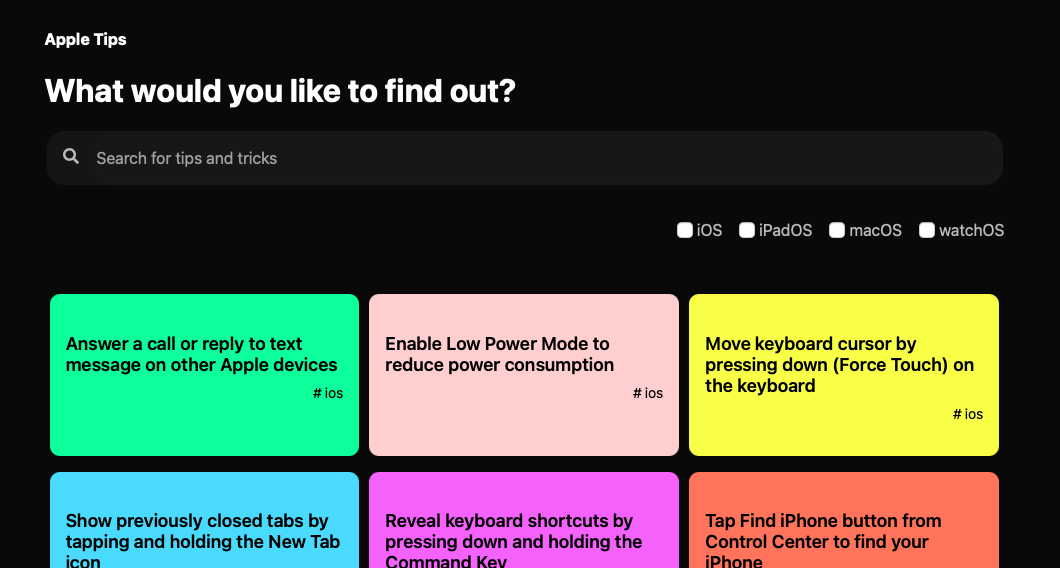 Apple Tips
What would you like to find out?
Search for tips and tricks
iOS iPadOS macOS watchOS
Answer a call or reply to text
message on other Apple devices
# ios
Enable Low Power Mode to
reduce power consumption
# ios
Move keyboard cursor by
pressing down (Force Touch) on
the keyboard
# ios
Show previously closed tabs by
tapping and holding the New Tab
icon
Reveal keyboard shortcuts by
pressing down and holding the
Command Key
Tap Find iPhone button from
Control Center to find your
iPhone